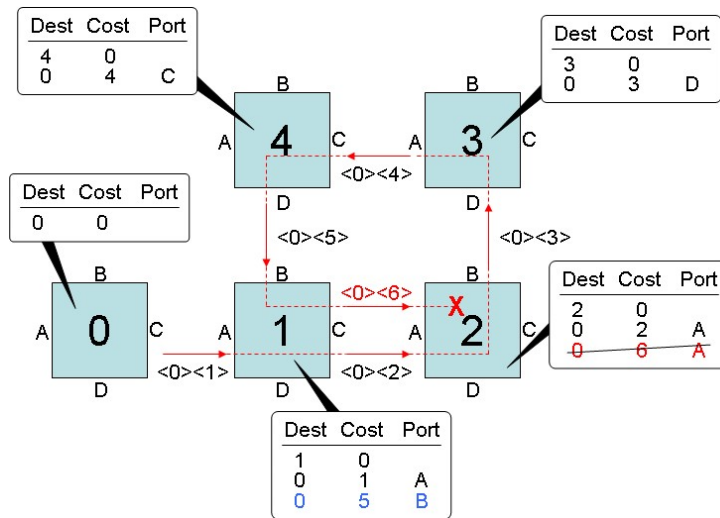 Dest Cost Port
4 0
0 4 C
Dest Cost Port
3 0
0 3 D
B
A 4 C
D
B
A 3 C
D
<0><4>
Dest Cost Port
0 0
<0><5>
<0><3>
B
A 0 C
D
<0><1>
B
A 1 C
D
<0><6>
<0><2>
B
X
A 2 C
D
Dest Cost Port
2 0
0 2 A
0 6 A
Dest Cost Port
1 0
0 1 A
0 5 B